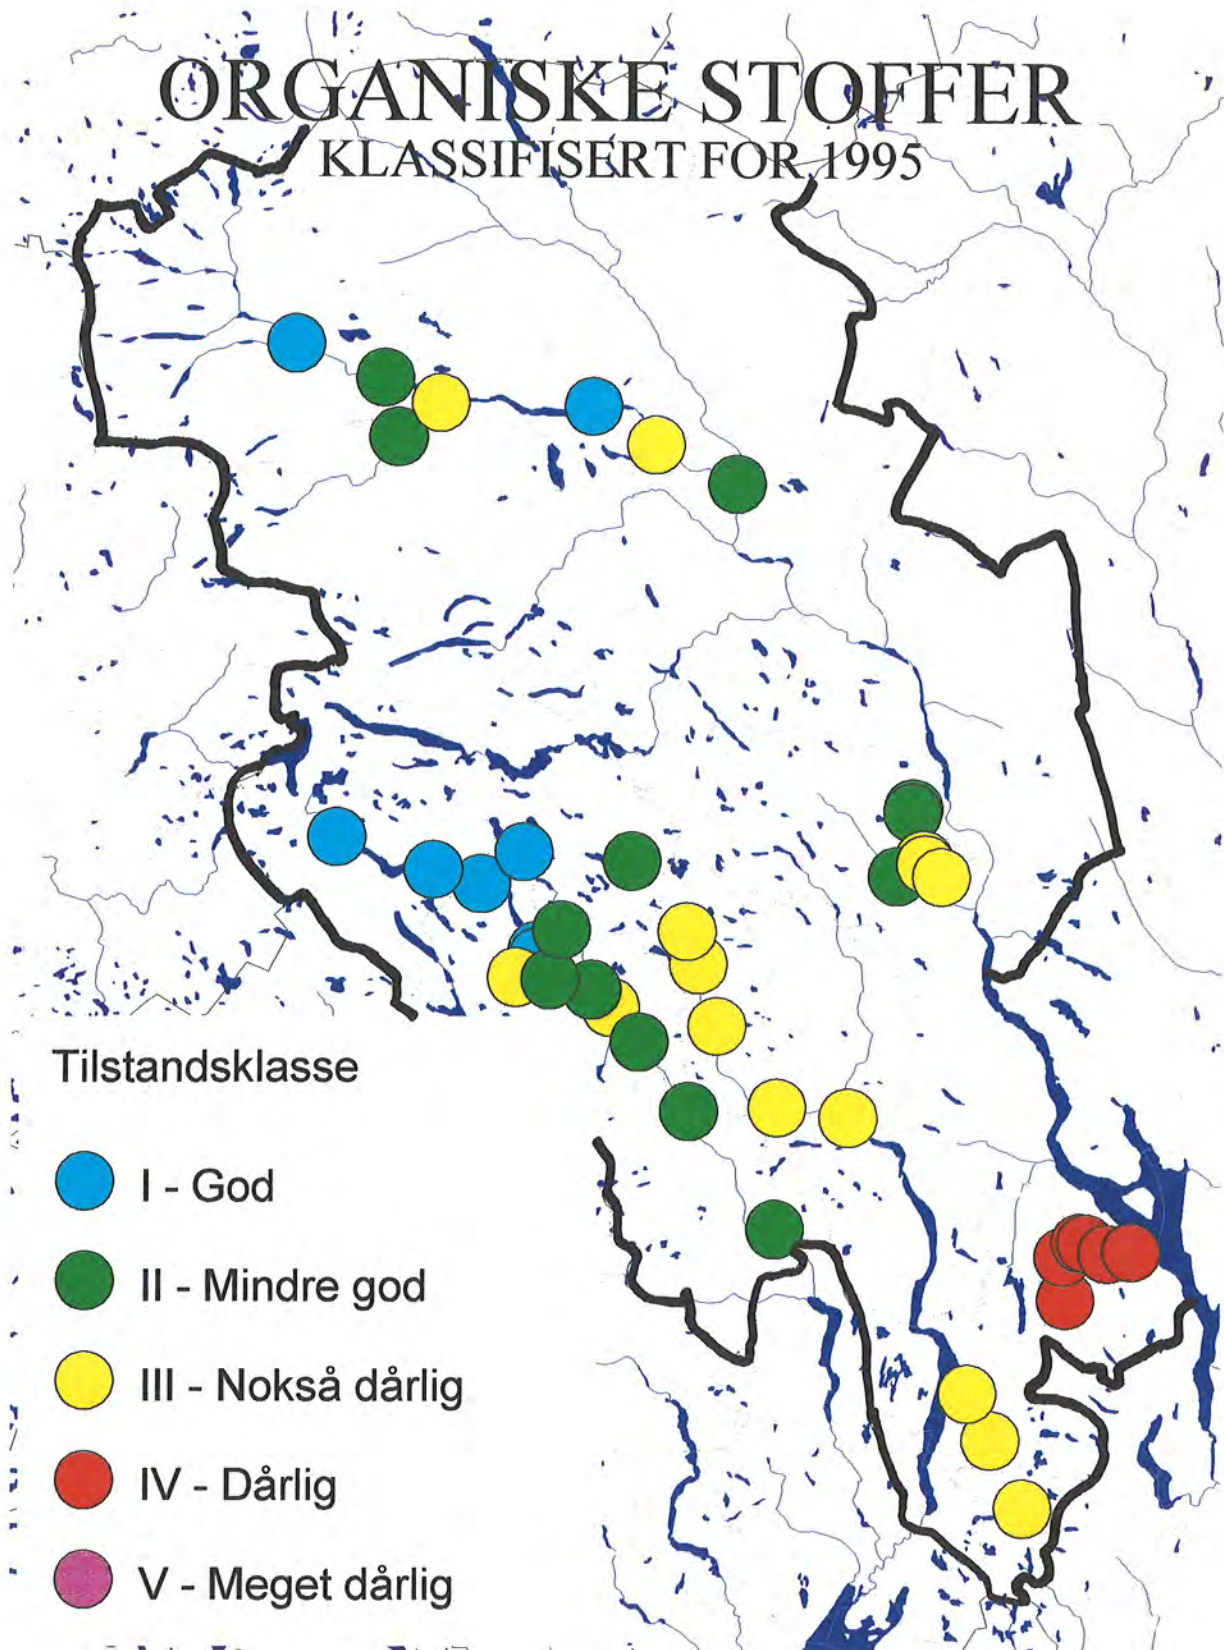 ORGANISKE STOFFER
KLASSIFISERT FOR 1995
Tilstandsklasse
I - God
II - Mindre god
III - Nokså dårlig
IV - Dårlig
V - Meget dårlig